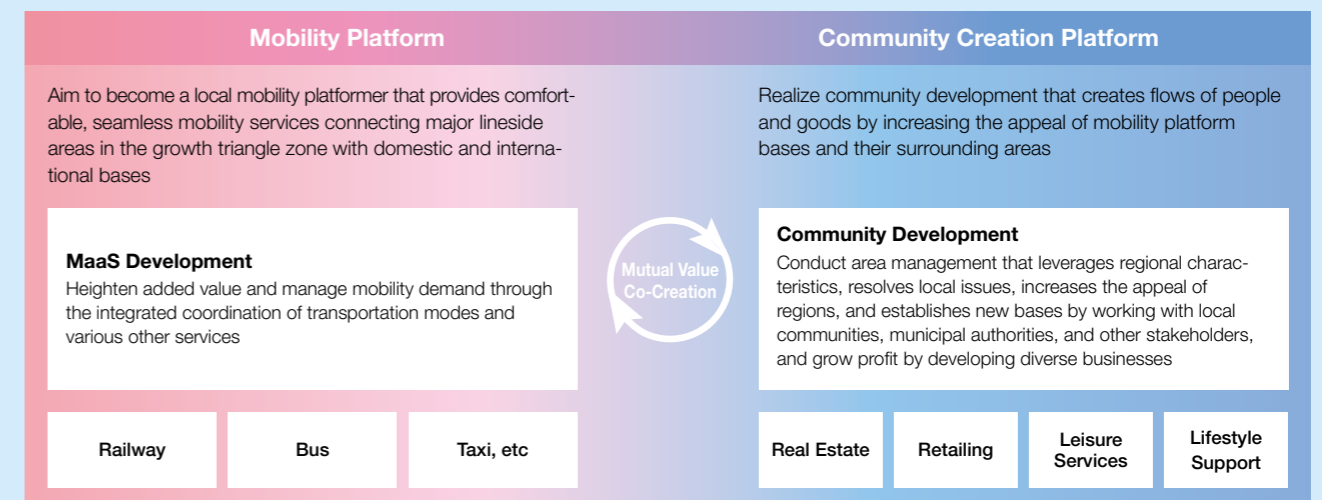 Mobility Platform
Aim to become a local mobility platformer that provides comfort-
able, seamless mobility services connecting major lineside
areas in the growth triangle zone with domestic and interna-
tional bases
MaaS Development
Heighten added value and manage mobility demand through
the integrated coordination of transportation modes and
various other services
Railway
Bus
Taxi, etc
Mutual Value
Co-Creation
Community Creation Platform
Realize community development that creates flows of people
and goods by increasing the appeal of mobility platform
bases and their surrounding areas
Community Development
Conduct area management that leverages regional charac-
teristics, resolves local issues, increases the appeal of
regions, and establishes new bases by working with local
communities, municipal authorities, and other stakeholders,
and grow profit by developing diverse businesses
Real Estate
Retailing
Leisure
Services
Lifestyle
Support